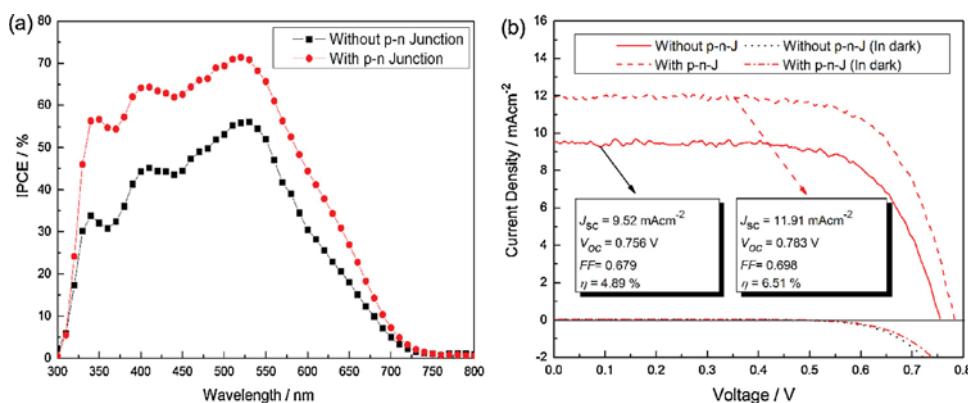 (a)
Without p-n Junction
With p-n Junction
IPCE / %
80
70
60
50
40
30
20
10
0
300 350 400 450 500 550 600 650 700 750 800
Wavelength / nm
(b)
Without p-n-J Without p-n-J (In dark)
With p-n-J With p-n-J (In dark)
Current Density / mAcm-2
16
14
12
10
8
6
4
2
0
-2
JSC = 9.52 mAcm-2
VOC = 0.756 V
FF= 0.679
η = 4.89 %
JSC = 11.91 mAcm-2
VOC = 0.783 V
FF= 0.698
η = 6.51 %
0.0 0.1 0.2 0.3 0.4 0.5 0.6 0.7 0.8
Voltage / V